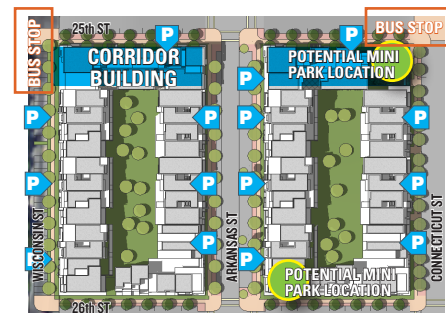 25th ST
BUS STOP
BUS STOP
P
P
CORRIDOR
BUILDING
POTENTIAL MINI
PARK LOCATION
P
P
P
P
P
P
P
P
P
P
P
P
WISCONSIN ST
ARKANSAS ST
CONNECTICUT ST
P
P
POTENTIAL MINI
PARK LOCATION
26th ST